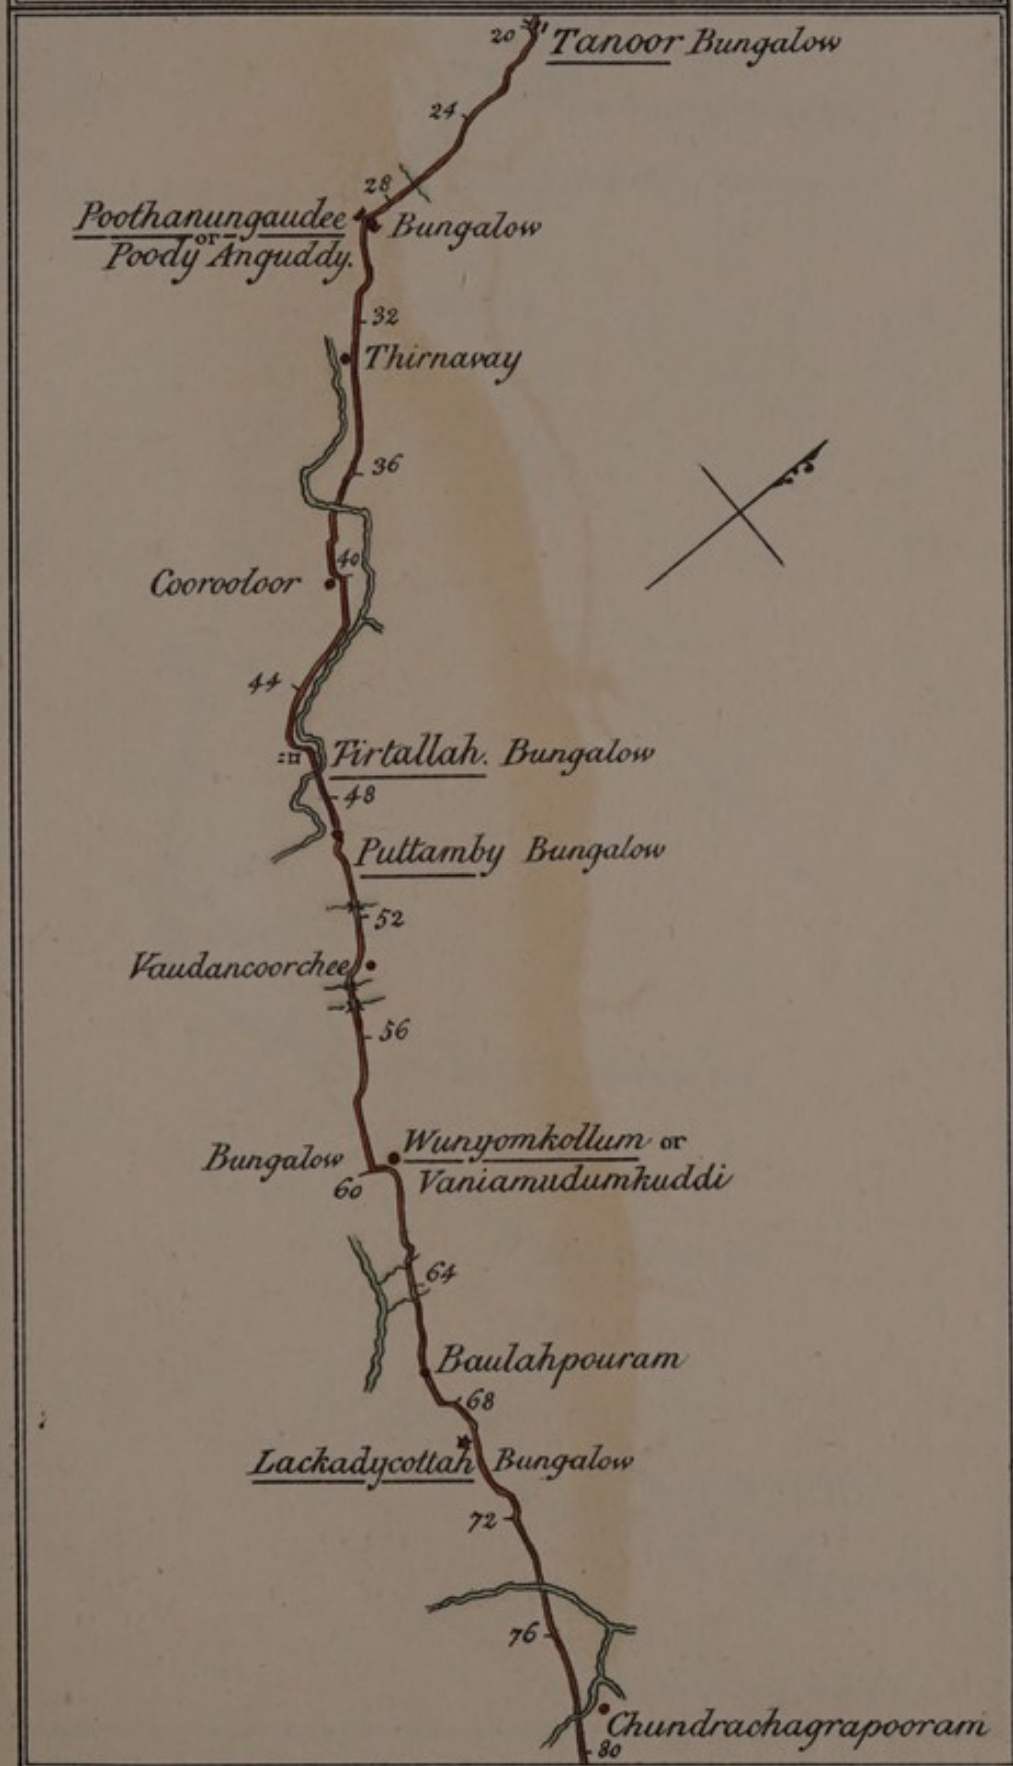 20 Tanoor Bungalow
24
28
Poothanungaudee Bungalow
or
Poody Anguddy.
32
Thirnavay
36
40
Coorooloor
44
Tirtallah. Bungalow
48
Puttamby Bungalow
52
Vaudancoorchee
56
Bungalow Wunyomkollum or
60 Vaniamudumkuddi
64
Baulahpouram
68
Lackadycottah Bungalow
72
76
Chundrachagrapooram
80